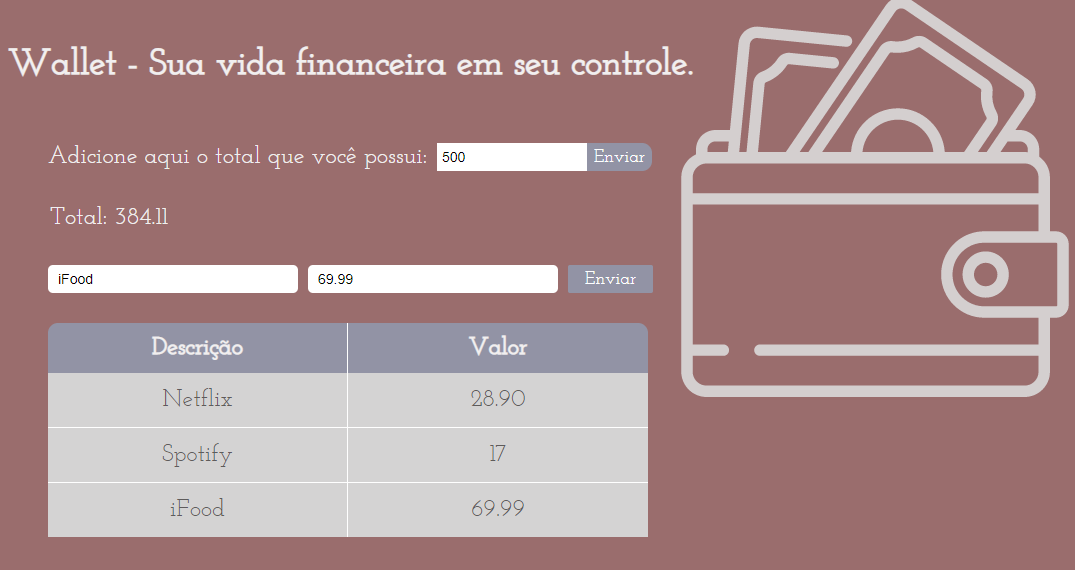 Wallet - Sua vida financeira em seu controle.
Adicione aqui o total que você possui: 500 Enviar
Total: 384.11
iFood 69.99 Enviar
Descrição Valor
Netflix 28.90
Spotify 17
iFood 69.99